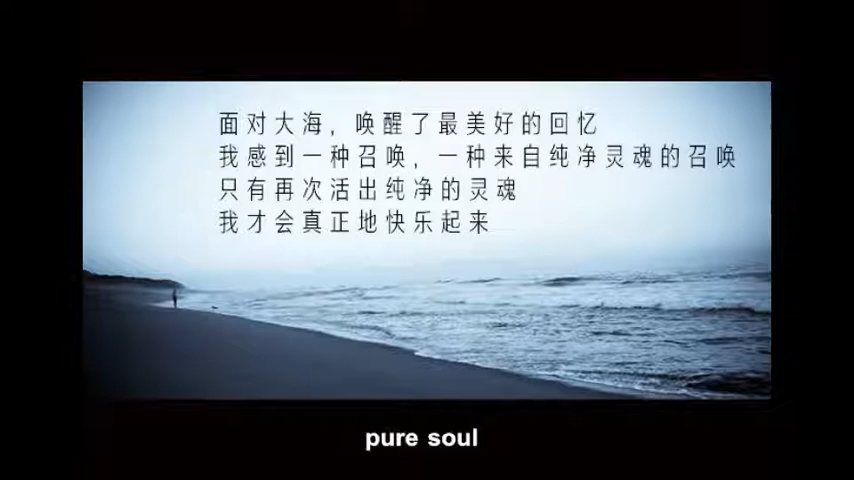 面对大海，唤醒了最美好的回忆
我感到一种召唤，一种来自纯净灵魂的召唤
只有再次活出纯净的灵魂
我才会真正地快乐起来
pure soul